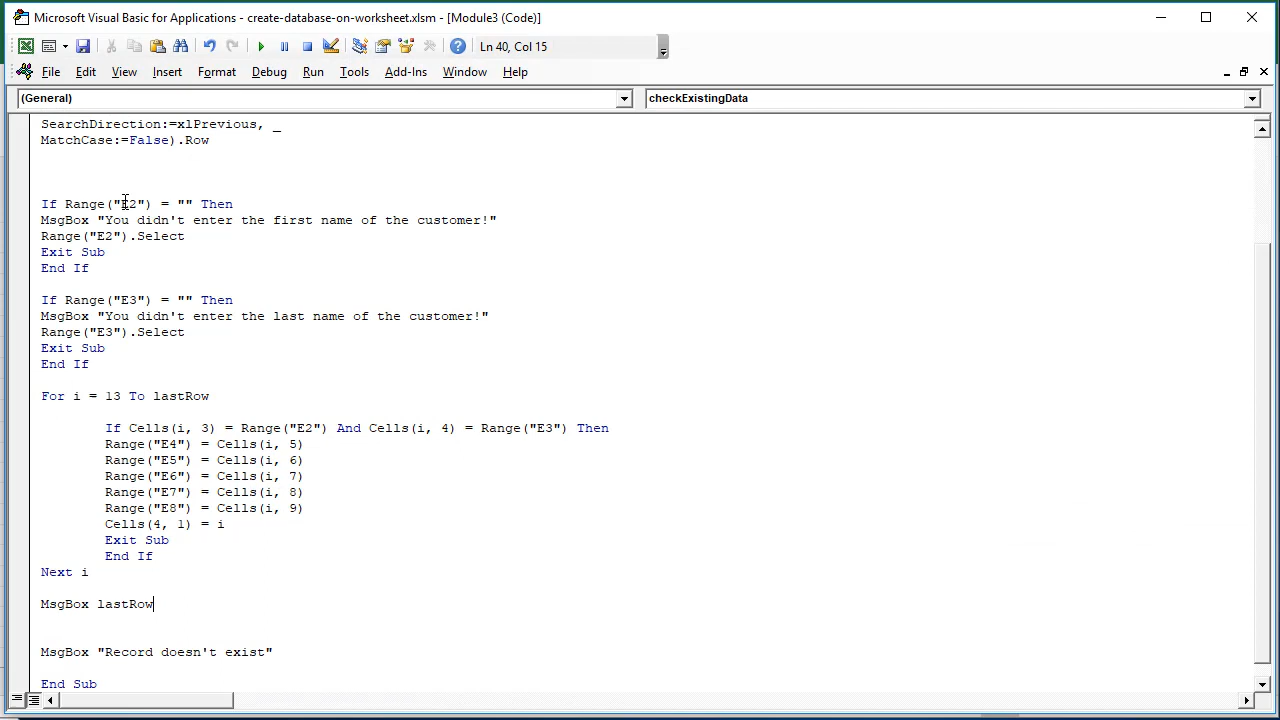 Microsoft Visual Basic for Applications - create-database-on-worksheet.xlsm - [Module3 (Code)]
Ln 40, Col 15
File Edit View Insert Format Debug Run Tools Add-Ins Window Help
(General) checkExistingData
SearchDirection:=xlPrevious, _
MatchCase:=False).Row
If Range("E2") = "" Then
MsgBox "You didn't enter the first name of the customer!"
Range("E2").Select
Exit Sub
End If
If Range("E3") = "" Then
MsgBox "You didn't enter the last name of the customer!"
Range("E3").Select
Exit Sub
End If
For i = 13 To lastRow
If Cells(i, 3) = Range("E2") And Cells(i, 4) = Range("E3") Then
Range("E4") = Cells(i, 5)
Range("E5") = Cells(i, 6)
Range("E6") = Cells(i, 7)
Range("E7") = Cells(i, 8)
Range("E8") = Cells(i, 9)
Cells(4, 1) = i
Exit Sub
End If
Next i
MsgBox lastRow
MsgBox "Record doesn't exist"
End Sub